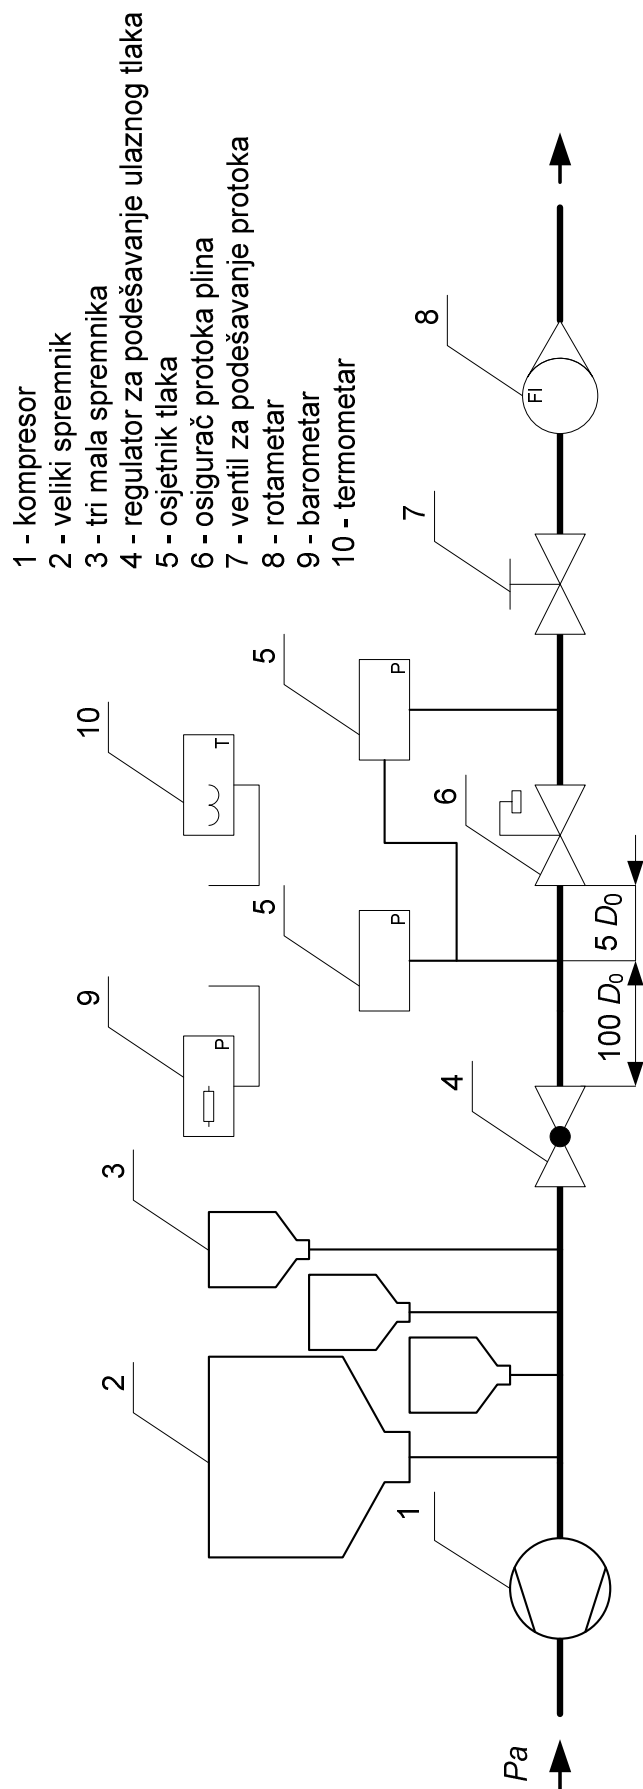 1 - kompresor
2 - veliki spremnik
3 - tri mala spremnika
4 - regulator za podešavanje ulaznog tlaka
5 - osjetnik tlaka
6 - osigurač protoka plina
7 - ventil za podešavanje protoka
8 - rotametar
9 - barometar
10 - termometar
2
3
9
P
10
T
5
P
5
P
1
4
6
7
8
FI
Pa
100 D₀
5 D₀